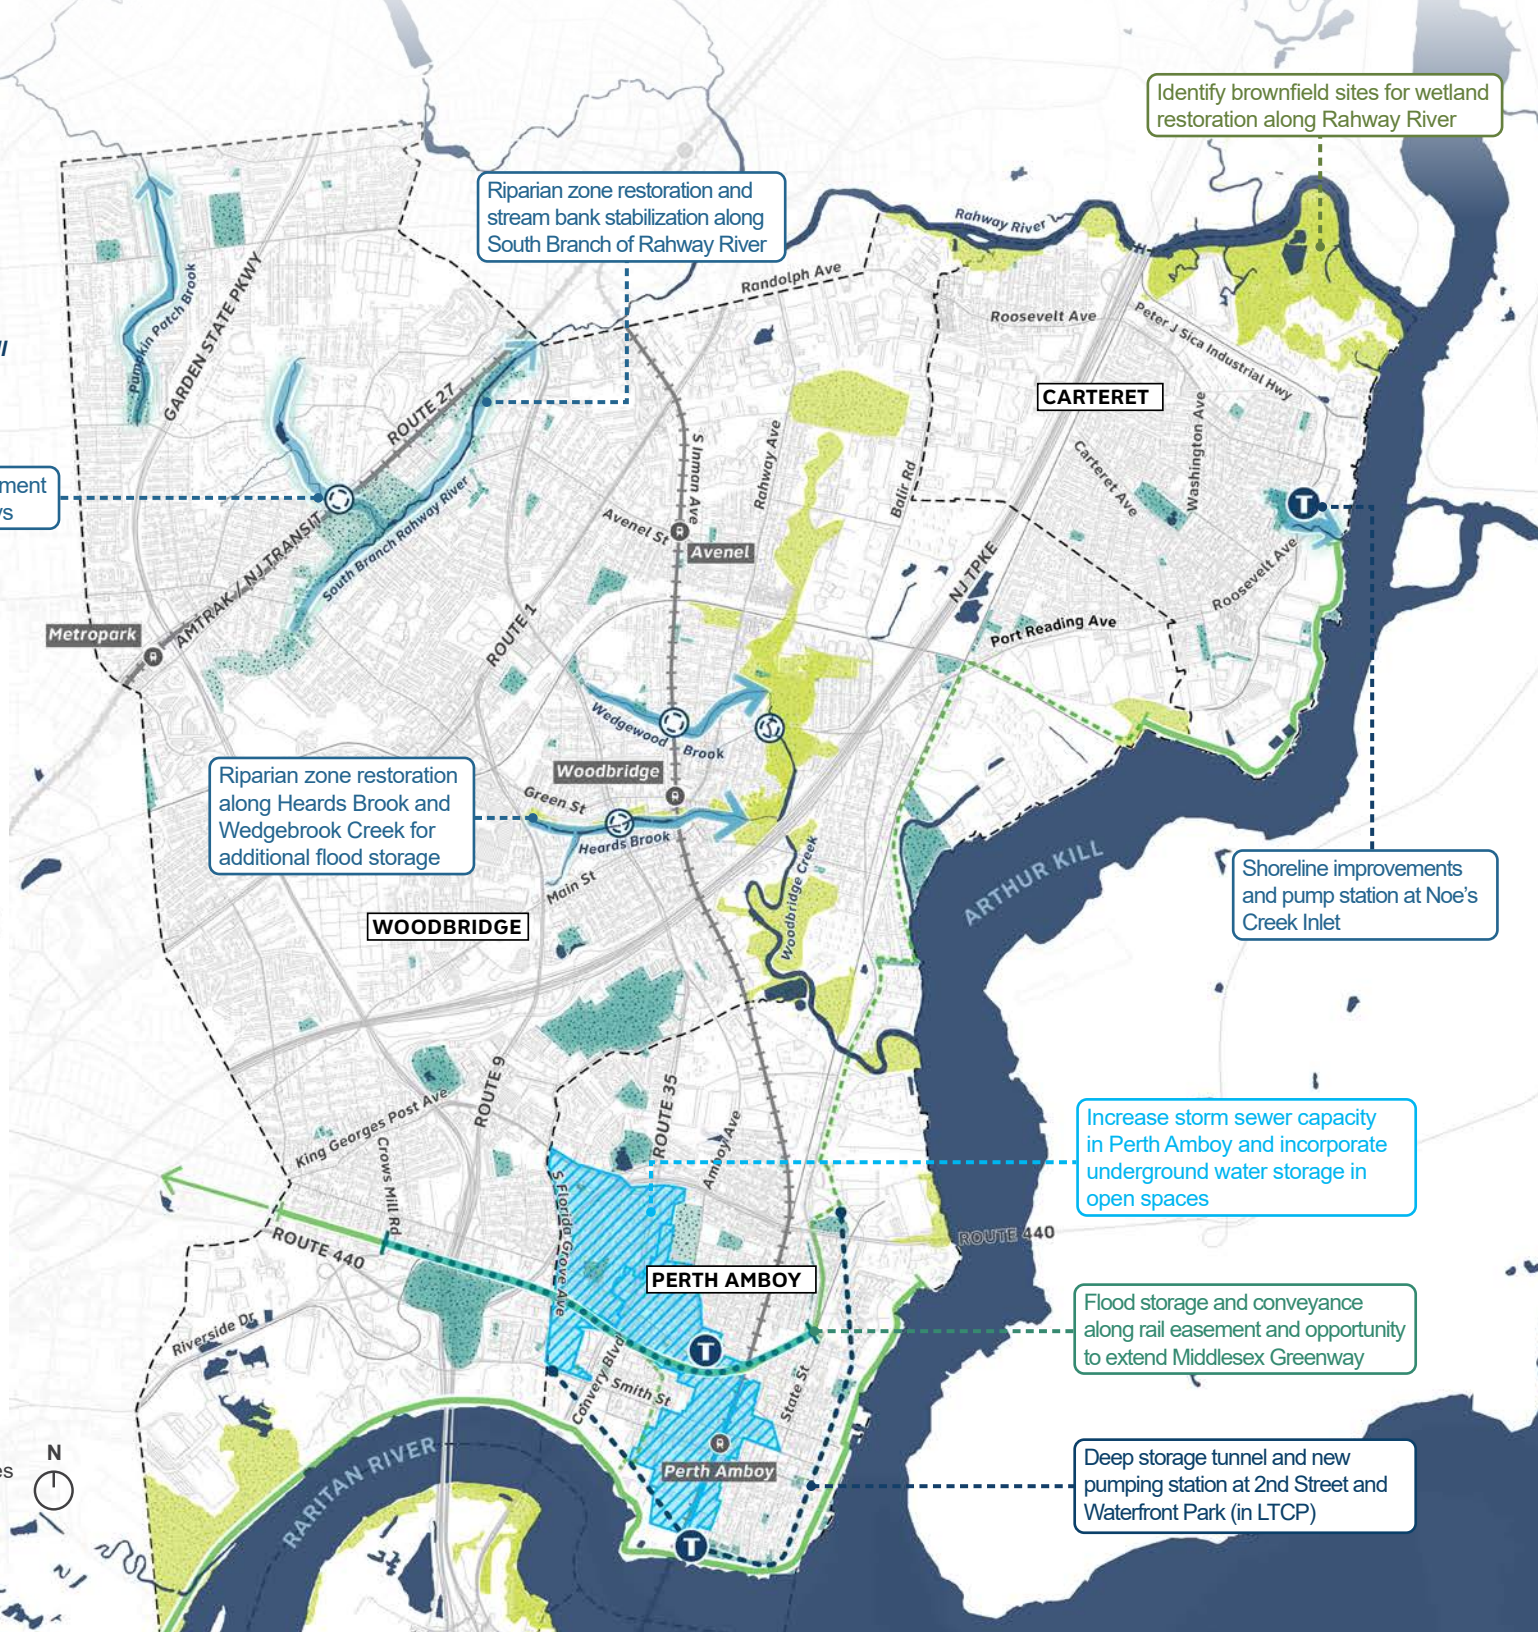 Identify brownfield sites for wetland
restoration along Rahway River
Riparian zone restoration and
stream bank stabilization along
South Branch of Rahway River
Rahway River
Randolph Ave
Roosevelt Ave
Peter J Sica Industrial Hwy
Pumpkin Patch Brook
GARDEN STATE PKWY
ROUTE 27
CARTERET
S Inman Ave
Rahway Ave
Blair Rd
Carteret Ave
Washington Ave
ment
ys
T
South Branch Rahway River
AMTRAK / NJ TRANSIT
Avenel St
Avenel
NJ TPKE
Roosevelt Ave
Metropark
ROUTE 1
Port Reading Ave
Wedgewood Brook
Riparian zone restoration
along Heards Brook and
Wedgebrook Creek for
additional flood storage
Woodbridge
Green St
Heards Brook
Main St
Woodbridge Creek
ARTHUR KILL
Shoreline improvements
and pump station at Noe's
Creek Inlet
WOODBRIDGE
ROUTE 9
ROUTE 35
King Georges Post Ave
Crows Mill Rd
Amboy Ave
Increase storm sewer capacity
in Perth Amboy and incorporate
underground water storage in
open spaces
S Florida Grove Ave
ROUTE 440
ROUTE 440
PERTH AMBOY
Flood storage and conveyance
along rail easement and opportunity
to extend Middlesex Greenway
Riverside Dr
T
Convery Blvd
Smith St
State St
N
es
RARITAN RIVER
Perth Amboy
Deep storage tunnel and new
pumping station at 2nd Street and
Waterfront Park (in LTCP)
T